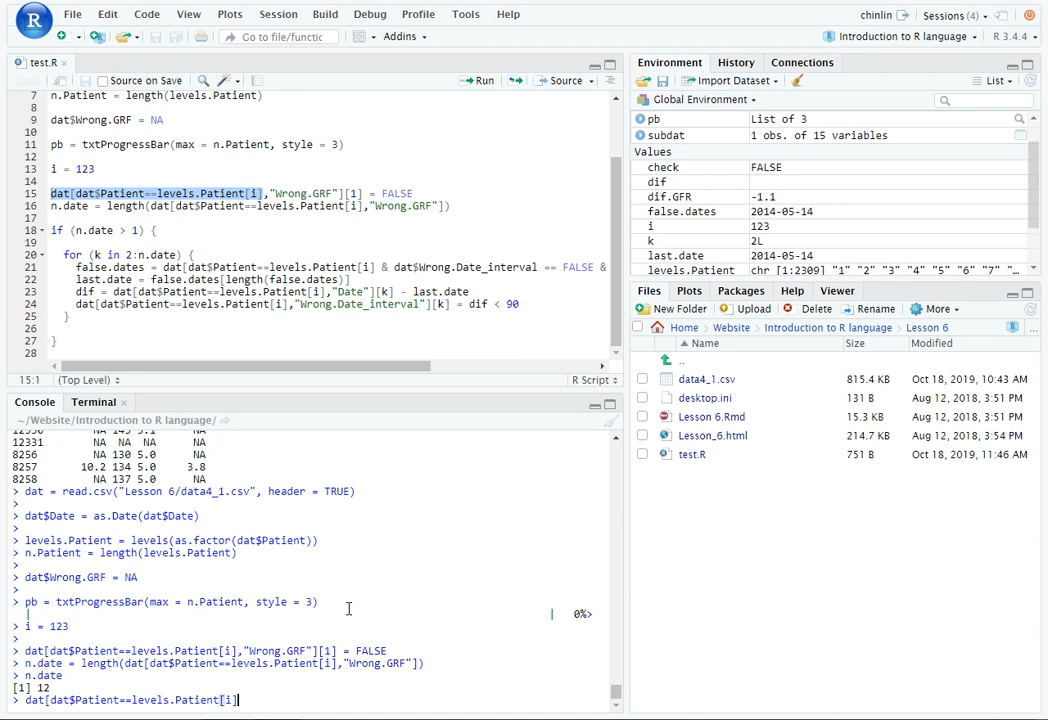 R File Edit Code View Plots Session Build Debug Profile Tools Help chinlin Sessions (4)
Go to file/functic Addins Introduction to R language R 3.4.4
test.R
Source on Save Run Source
7 n.Patient = length(levels.Patient)
8
9 dat$Wrong.GRF = NA
10
11 pb = txtProgressBar(max = n.Patient, style = 3)
12
13 i = 123
14
15 dat[dat$Patient==levels.Patient[i],"Wrong.GRF"][1] = FALSE
16 n.date = length(dat[dat$Patient==levels.Patient[i],"Wrong.GRF"])
17
18 if (n.date > 1) {
19
20 for (k in 2:n.date) {
21 false.dates = dat[dat$Patient==levels.Patient[i] & dat$Wrong.Date_interval == FALSE &
22 last.date = false.dates[length(false.dates)]
23 dif = dat[dat$Patient==levels.Patient[i],"Date"][k] - last.date
24 dat[dat$Patient==levels.Patient[i],"Wrong.Date_interval"][k] = dif < 90
25 }
26
27 }
28
15:1 (Top Level) R Script
Console Terminal
~/Website/Introduction to R language/
12331 NA NA NA NA
8256 NA 130 5.0 NA
8257 10.2 134 5.0 3.8
8258 NA 137 5.0 NA
> dat = read.csv("Lesson 6/data4_1.csv", header = TRUE)
>
> dat$Date = as.Date(dat$Date)
>
> levels.Patient = levels(as.factor(dat$Patient))
> n.Patient = length(levels.Patient)
>
> dat$Wrong.GRF = NA
>
> pb = txtProgressBar(max = n.Patient, style = 3)
| | 0%>
> i = 123
>
> dat[dat$Patient==levels.Patient[i],"Wrong.GRF"][1] = FALSE
> n.date = length(dat[dat$Patient==levels.Patient[i],"Wrong.GRF"])
> n.date
[1] 12
> dat[dat$Patient==levels.Patient[i]
Environment History Connections
Import Dataset List
Global Environment
pb List of 3
subdat 1 obs. of 15 variables
Values
check FALSE
dif
dif.GFR -1.1
false.dates 2014-05-14
i 123
k 2L
last.date 2014-05-14
levels.Patient chr [1:2309] "1" "2" "3" "4" "5" "6" "7" "…
Files Plots Packages Help Viewer
New Folder Upload Delete Rename More
Home Website Introduction to R language Lesson 6 ...
Name Size Modified
..
data4_1.csv 815.4 KB Oct 18, 2019, 10:43 AM
desktop.ini 131 B Aug 12, 2018, 3:51 PM
Lesson 6.Rmd 15.3 KB Aug 12, 2018, 3:51 PM
Lesson_6.html 214.7 KB Aug 12, 2018, 3:54 PM
test.R 751 B Oct 18, 2019, 11:46 AM